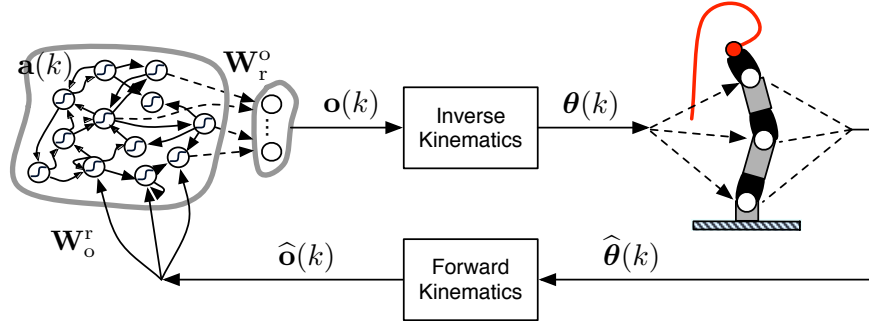 a(k)
W_r^o
o(k)
Inverse
Kinematics
θ(k)
W_o^r
ô(k)
Forward
Kinematics
θ̂(k)